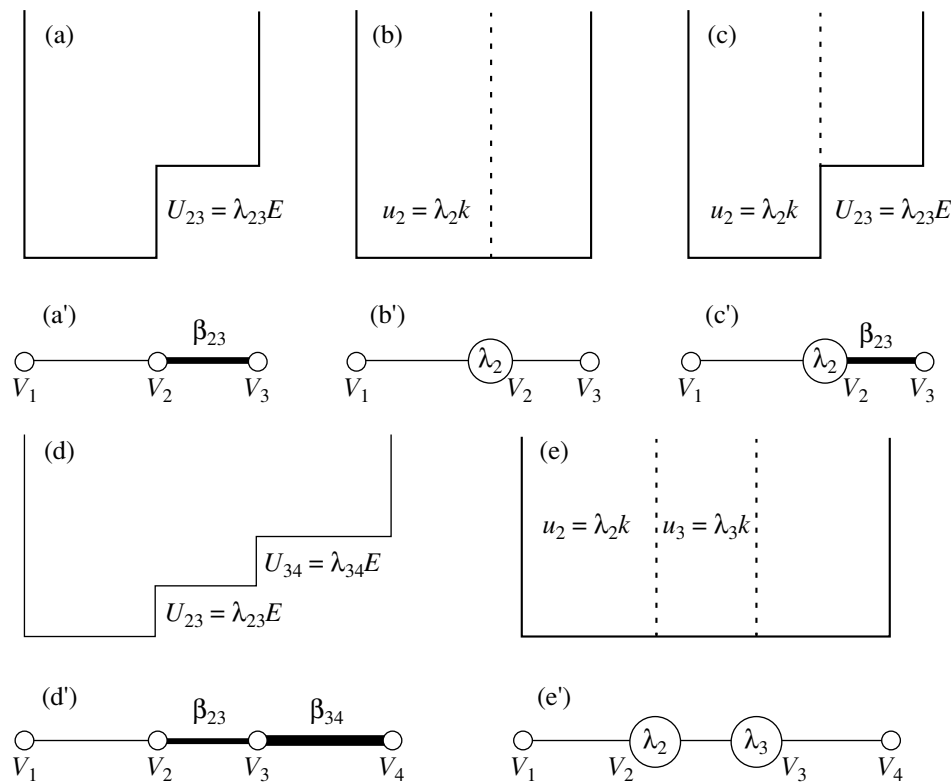 (a) (b) (c)
U₂₃ = λ₂₃E u₂ = λ₂k u₂ = λ₂k U₂₃ = λ₂₃E
(a') (b') (c')
β₂₃ β₂₃
λ₂ λ₂
V₁ V₂ V₃ V₁ V₂ V₃ V₁ V₂ V₃
(d) (e)
u₂ = λ₂k u₃ = λ₃k
U₃₄ = λ₃₄E
U₂₃ = λ₂₃E
(d') (e')
β₂₃ β₃₄
λ₂ λ₃
V₁ V₂ V₃ V₄ V₁ V₂ V₃ V₄